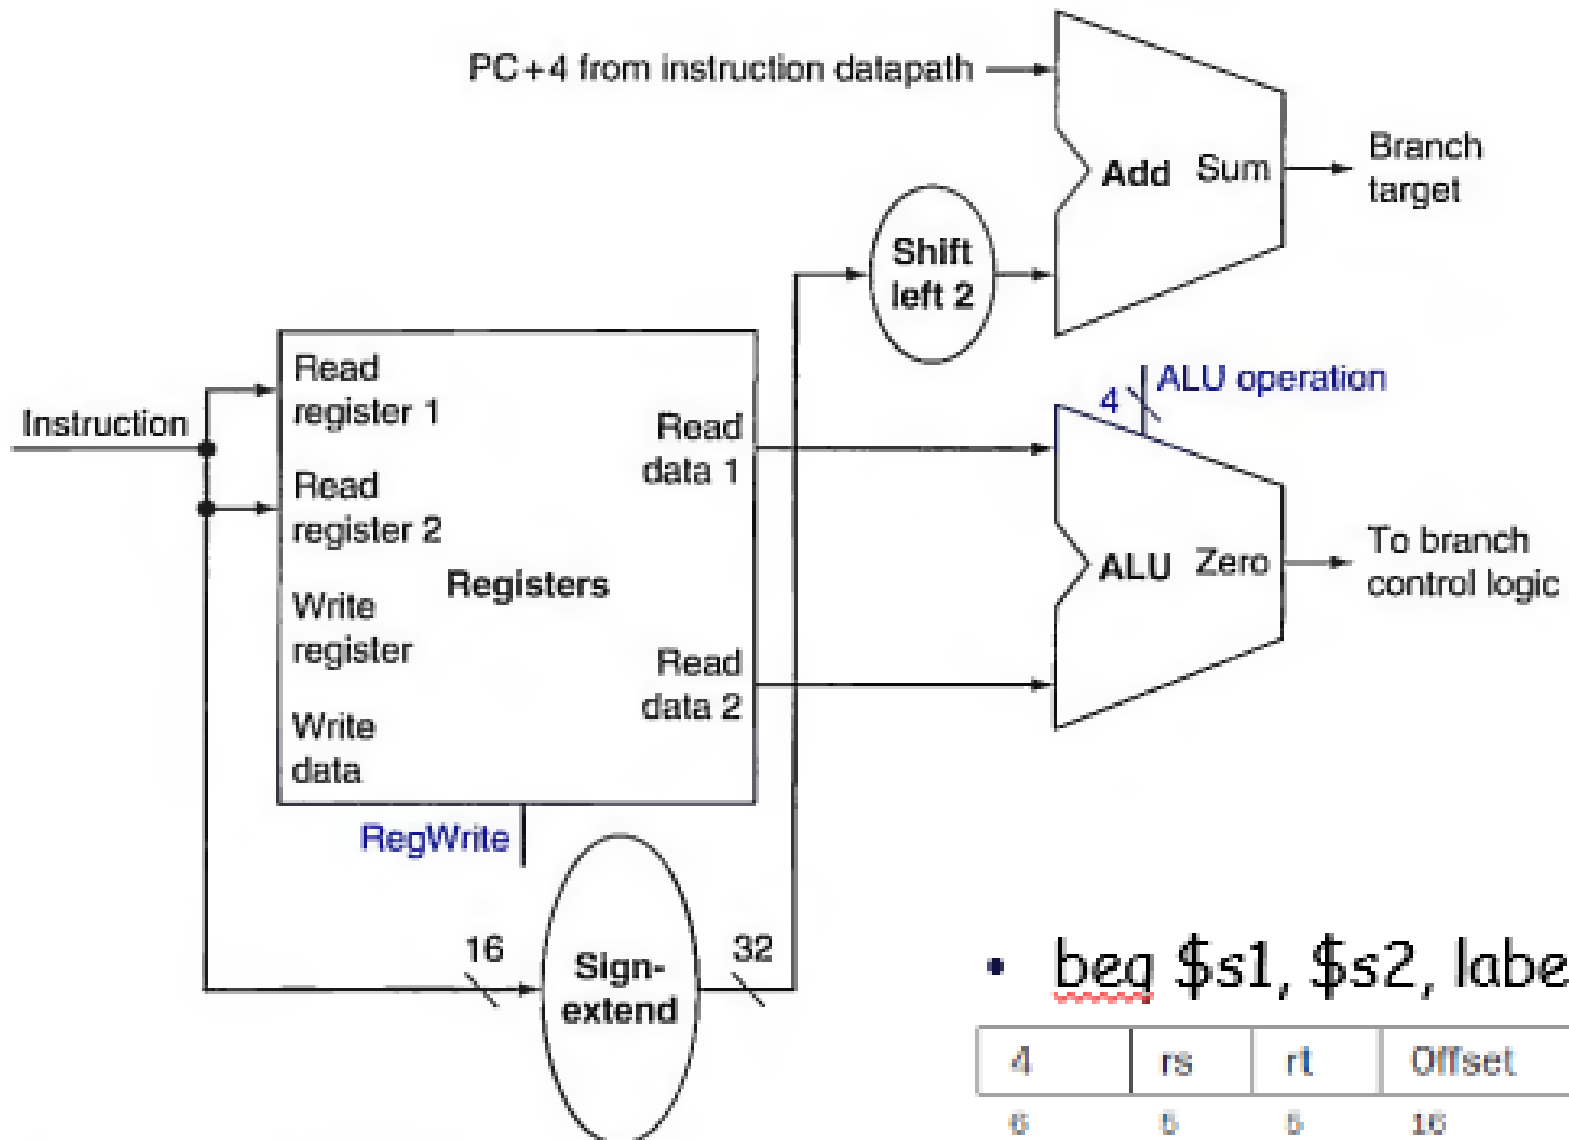 PC+4 from instruction datapath
Add Sum
Branch
target
Shift
left 2
ALU operation
4
Instruction
Read
register 1
Read
data 1
Read
register 2
Registers
ALU Zero
To branch
control logic
Write
register
Read
data 2
Write
data
RegWrite
16
Sign-
extend
32
• beq $s1, $s2, labe
4 rs rt Offset
6 5 5 16